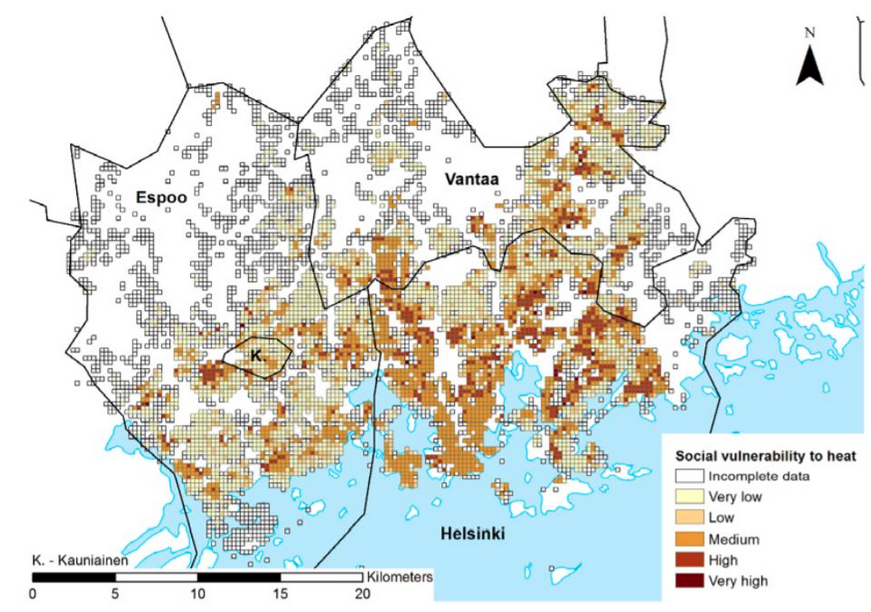 N
Espoo
Vantaa
K.
Helsinki
Social vulnerability to heat
Incomplete data
Very low
Low
Medium
High
Very high
K. - Kauniainen
Kilometers
0 5 10 15 20